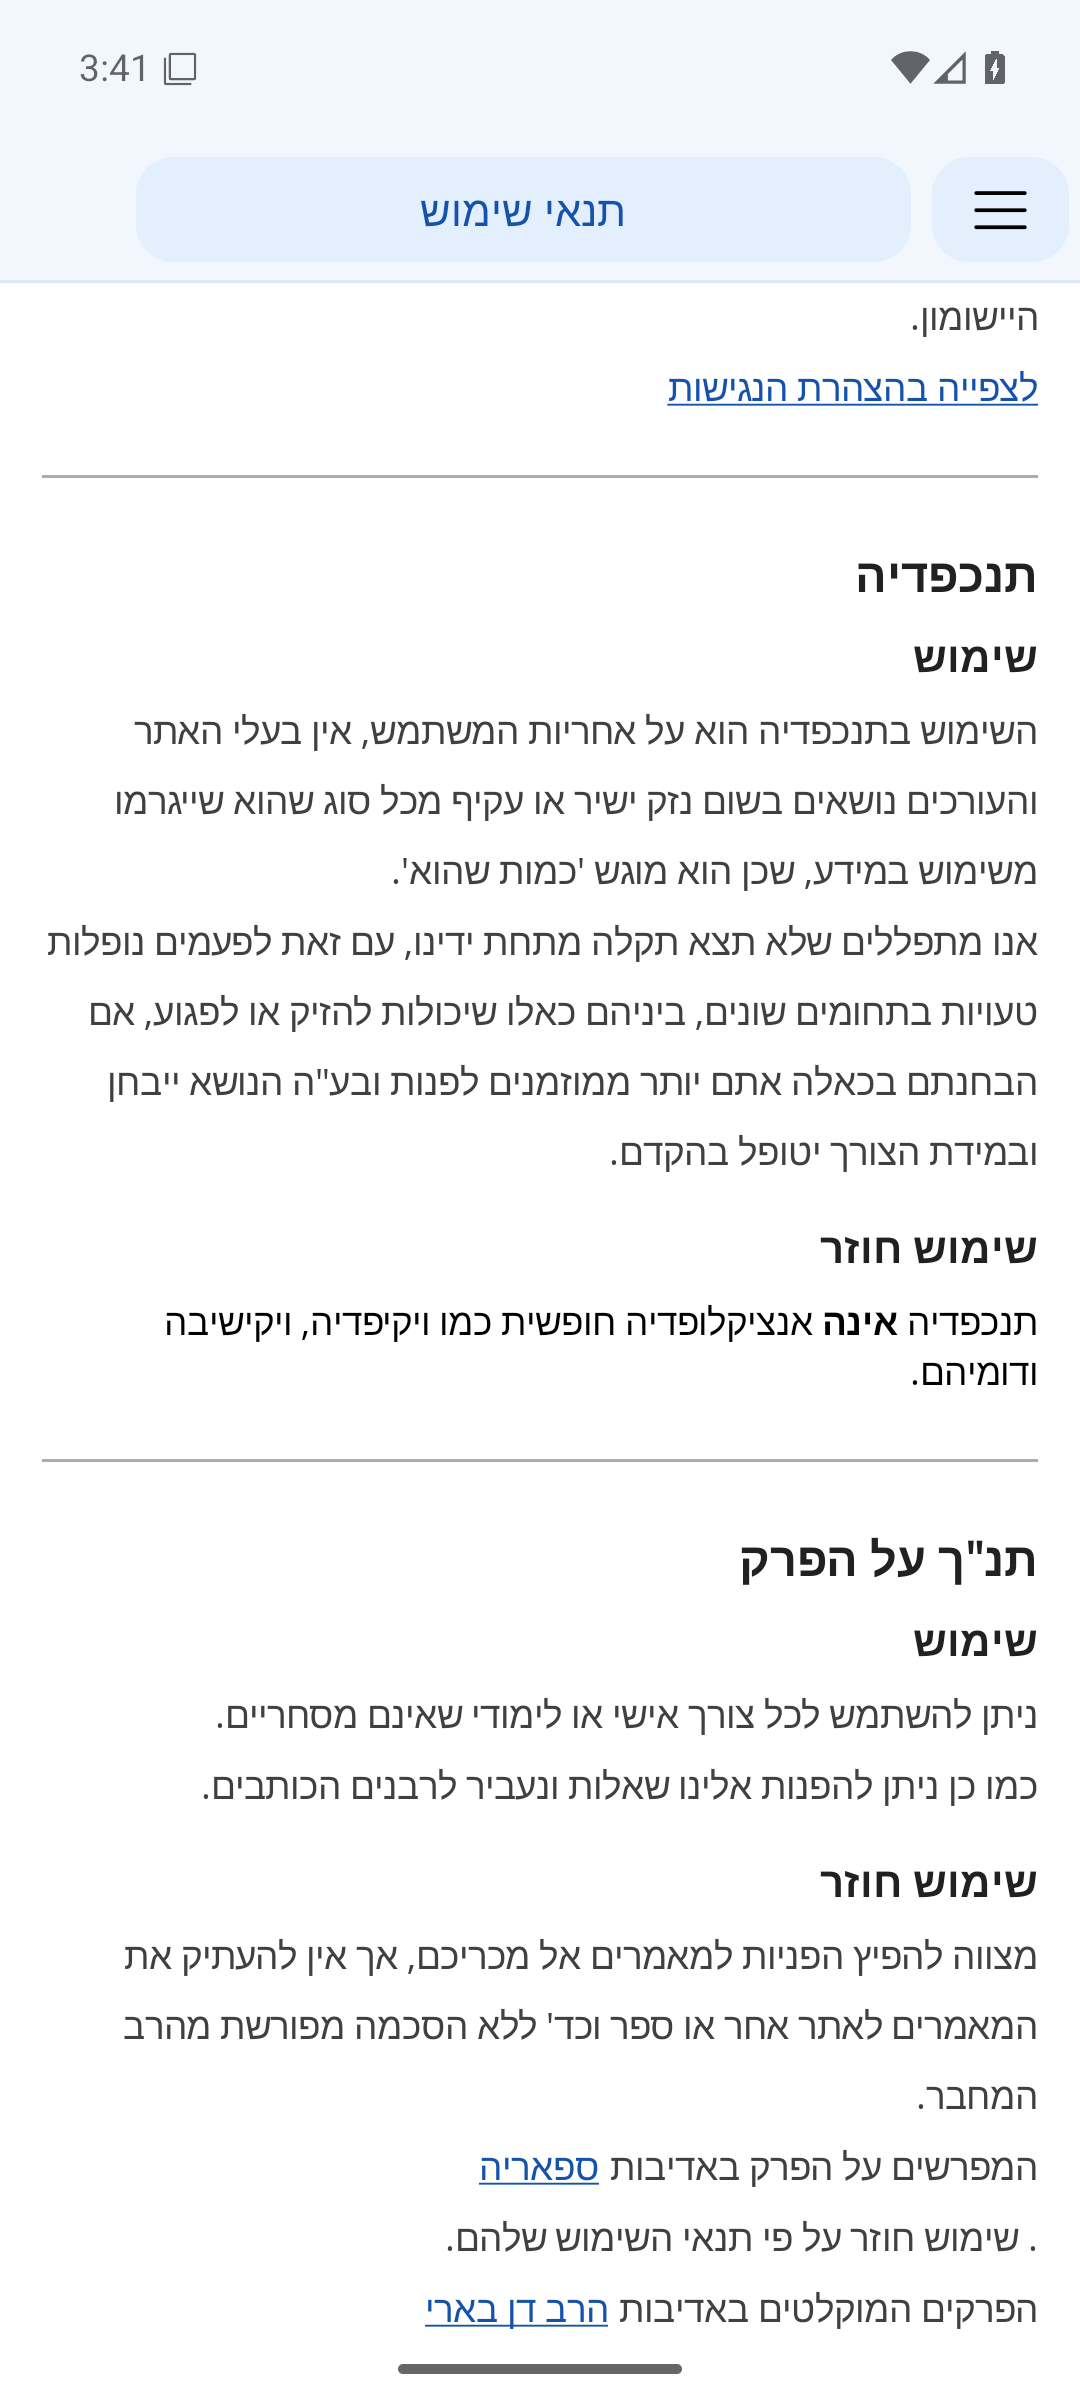 3:41
תנאי שימוש
היישומון.
לצפייה בהצהרת הנגישות
תנכפדיה
שימוש
השימוש בתנכפדיה הוא על אחריות המשתמש, אין בעלי האתר
והעורכים נושאים בשום נזק ישיר או עקיף מכל סוג שהוא שייגרמו
משימוש במידע, שכן הוא מוגש 'כמות שהוא'.
אנו מתפללים שלא תצא תקלה מתחת ידינו, עם זאת לפעמים נופלות
טעויות בתחומים שונים, ביניהם כאלו שיכולות להזיק או לפגוע, אם
הבחנתם בכאלה אתם יותר ממוזמנים לפנות ובע"ה הנושא ייבחן
ובמידת הצורך יטופל בהקדם.
שימוש חוזר
תנכפדיה אינה אנציקלופדיה חופשית כמו ויקיפדיה, ויקישיבה
ודומיהם.
תנ"ך על הפרק
שימוש
ניתן להשתמש לכל צורך אישי או לימודי שאינם מסחריים.
כמו כן ניתן להפנות אלינו שאלות ונעביר לרבנים הכותבים.
שימוש חוזר
מצווה להפיץ הפניות למאמרים אל מכריכם, אך אין להעתיק את
המאמרים לאתר אחר או ספר וכד' ללא הסכמה מפורשת מהרב
המחבר.
המפרשים על הפרק באדיבות ספאריה
. שימוש חוזר על פי תנאי השימוש שלהם.
הפרקים המוקלטים באדיבות הרב דן בארי